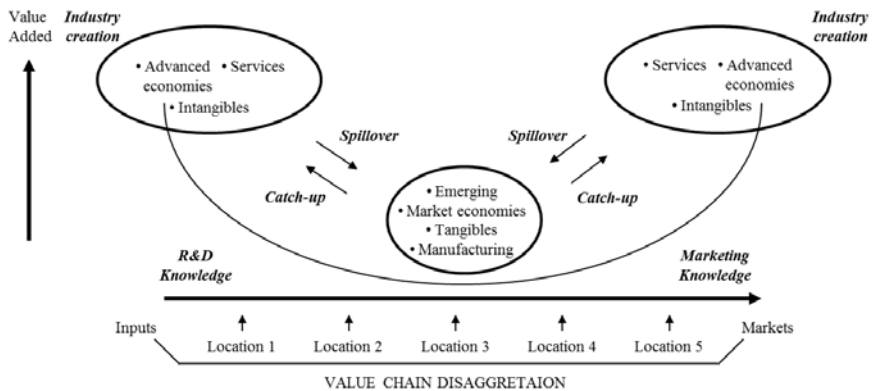 Value
Added
Industry
creation
• Advanced
economies
• Services
• Intangibles
Industry
creation
• Services
• Advanced
economies
• Intangibles
Spillover
Catch-up
Spillover
Catch-up
• Emerging
• Market economies
• Tangibles
• Manufacturing
R&D
Knowledge
Marketing
Knowledge
Inputs
Location 1
Location 2
Location 3
Location 4
Location 5
Markets
VALUE CHAIN DISAGGRETAION